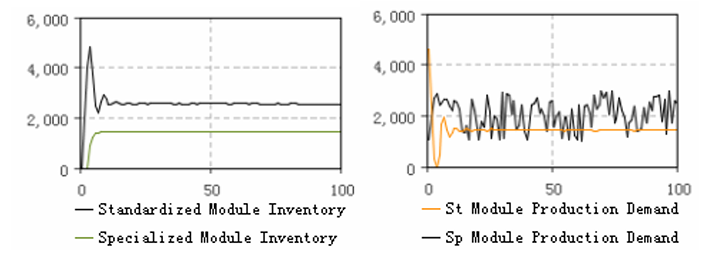 6,000
6,000
4,000
4,000
2,000
2,000
0
0
0 50 100
0 50 100
Standardized Module Inventory
St Module Production Demand
Specialized Module Inventory
Sp Module Production Demand